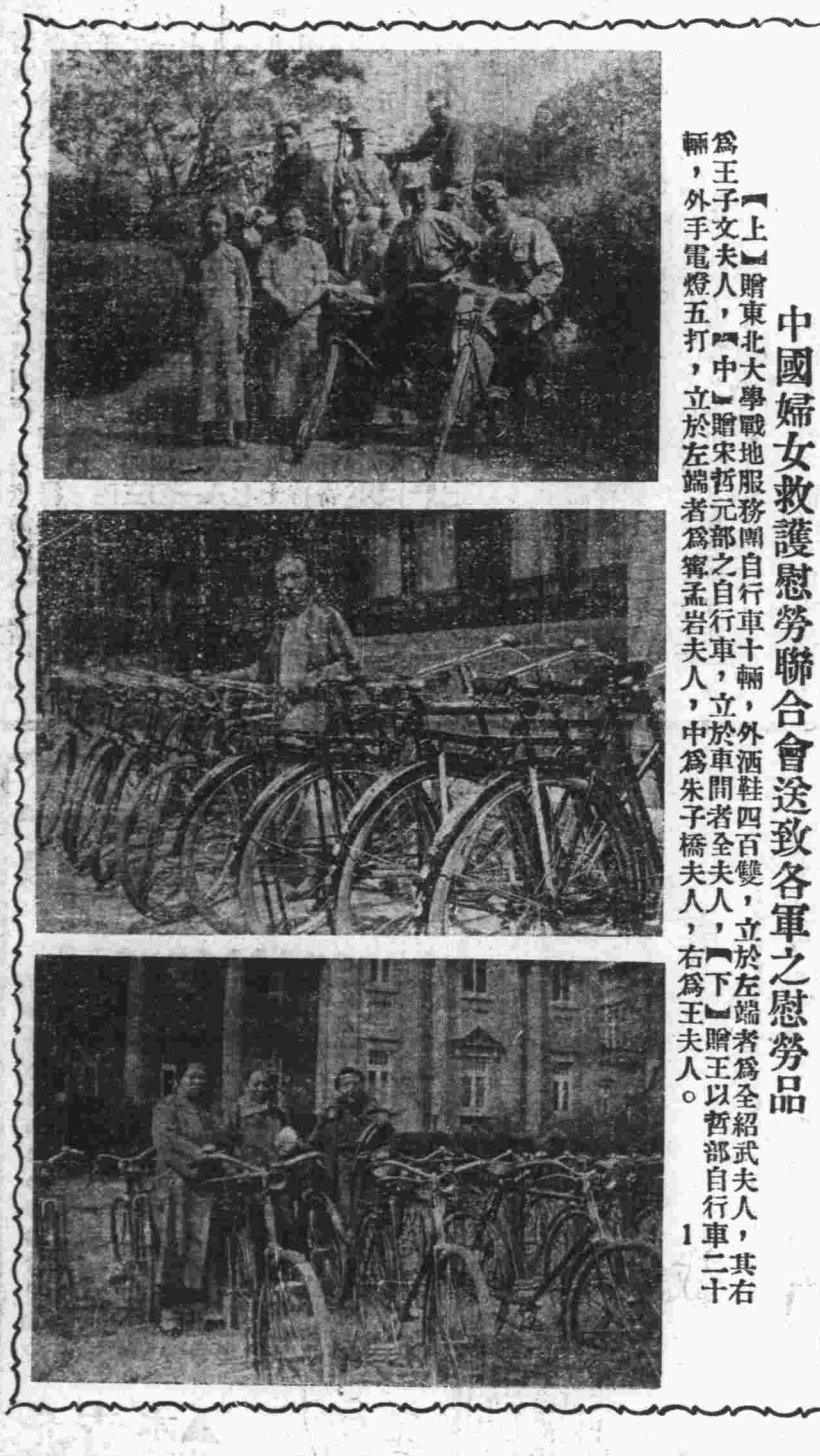 中國婦女救護慰勞聯合會送致各軍之慰勞品
【上】贈東北大學戰地服務團自行車十輛，外洒鞋四百雙，立於左端者爲全紹武夫人，其右
爲王子文夫人，【中】贈宋哲元部之自行車，立於車間者全夫人，【下】贈王以哲部自行車二十
輛，外手電燈五打，立於左端者爲甯孟岩夫人，中爲朱子橋夫人，右爲王夫人。
1